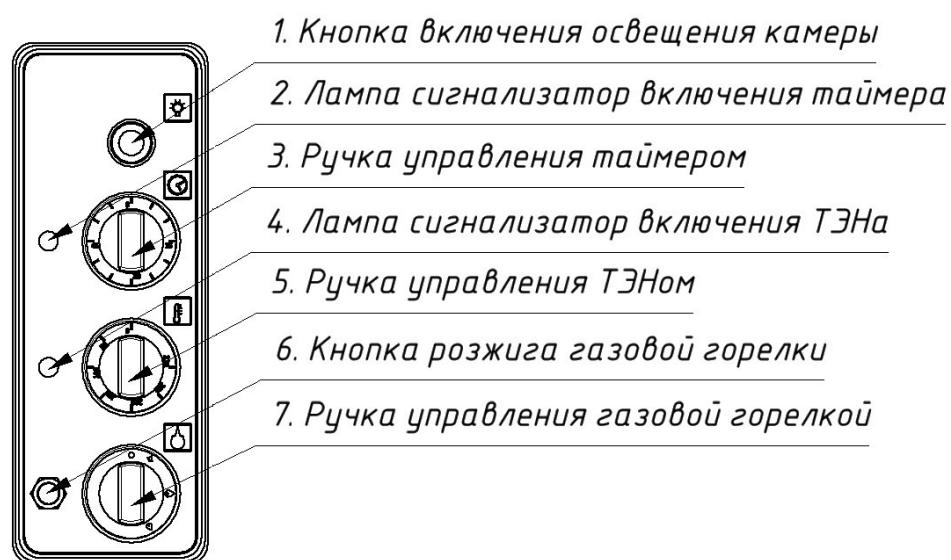 1. Кнопка включения освещения камеры
2. Лампа сигнализатор включения таймера
3. Ручка управления таймером
4. Лампа сигнализатор включения ТЭНа
5. Ручка управления ТЭНом
6. Кнопка розжига газовой горелки
7. Ручка управления газовой горелкой